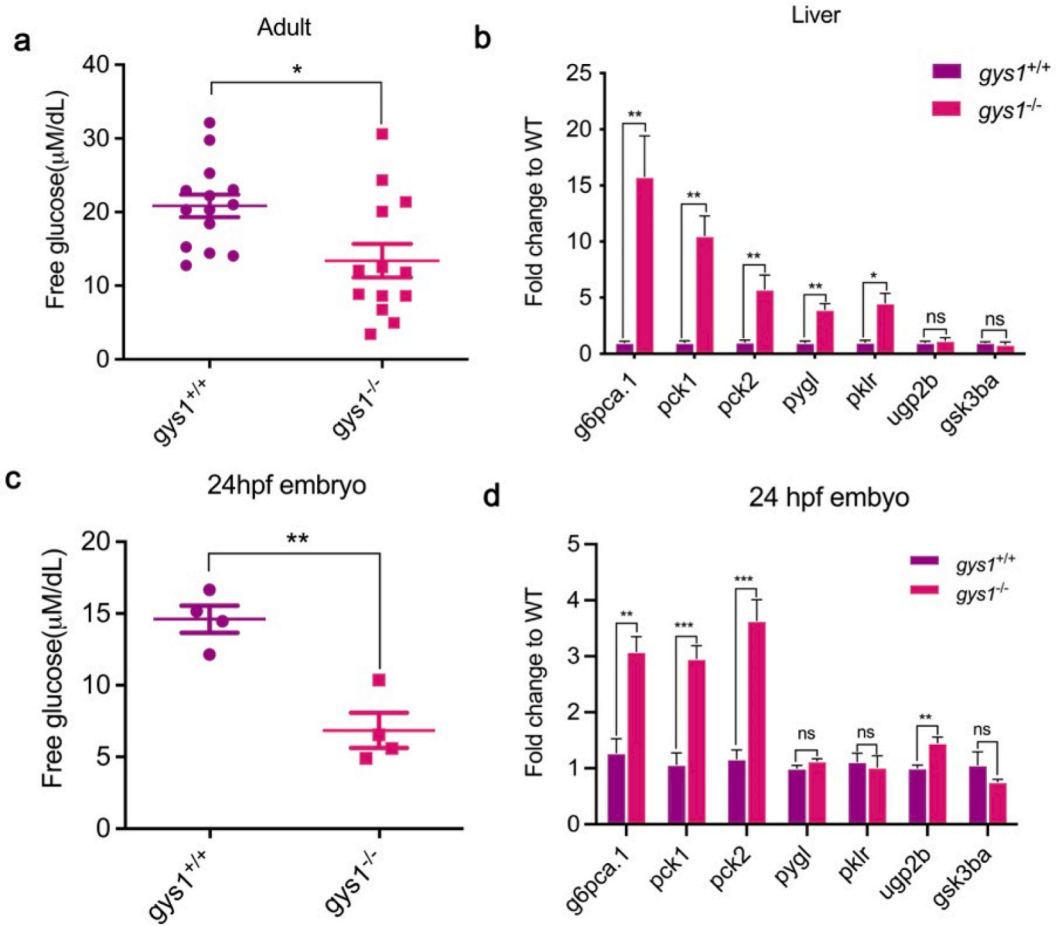 a
Adult
Free glucose(μM/dL)
40
30
20
10
0
*
gys1+/+
gys1-/-
b
Liver
Fold change to WT
25
20
15
10
5
0
**
**
**
**
*
ns
ns
gys1+/+
gys1-/-
g6pca.1
pck1
pck2
pygl
pklr
ugp2b
gsk3ba
c
24hpf embryo
Free glucose(μM/dL)
20
15
10
5
0
**
gys1+/+
gys1-/-
d
24 hpf embyo
Fold change to WT
5
4
3
2
1
0
**
***
***
ns
ns
**
ns
gys1+/+
gys1-/-
g6pca.1
pck1
pck2
pygl
pklr
ugp2b
gsk3ba